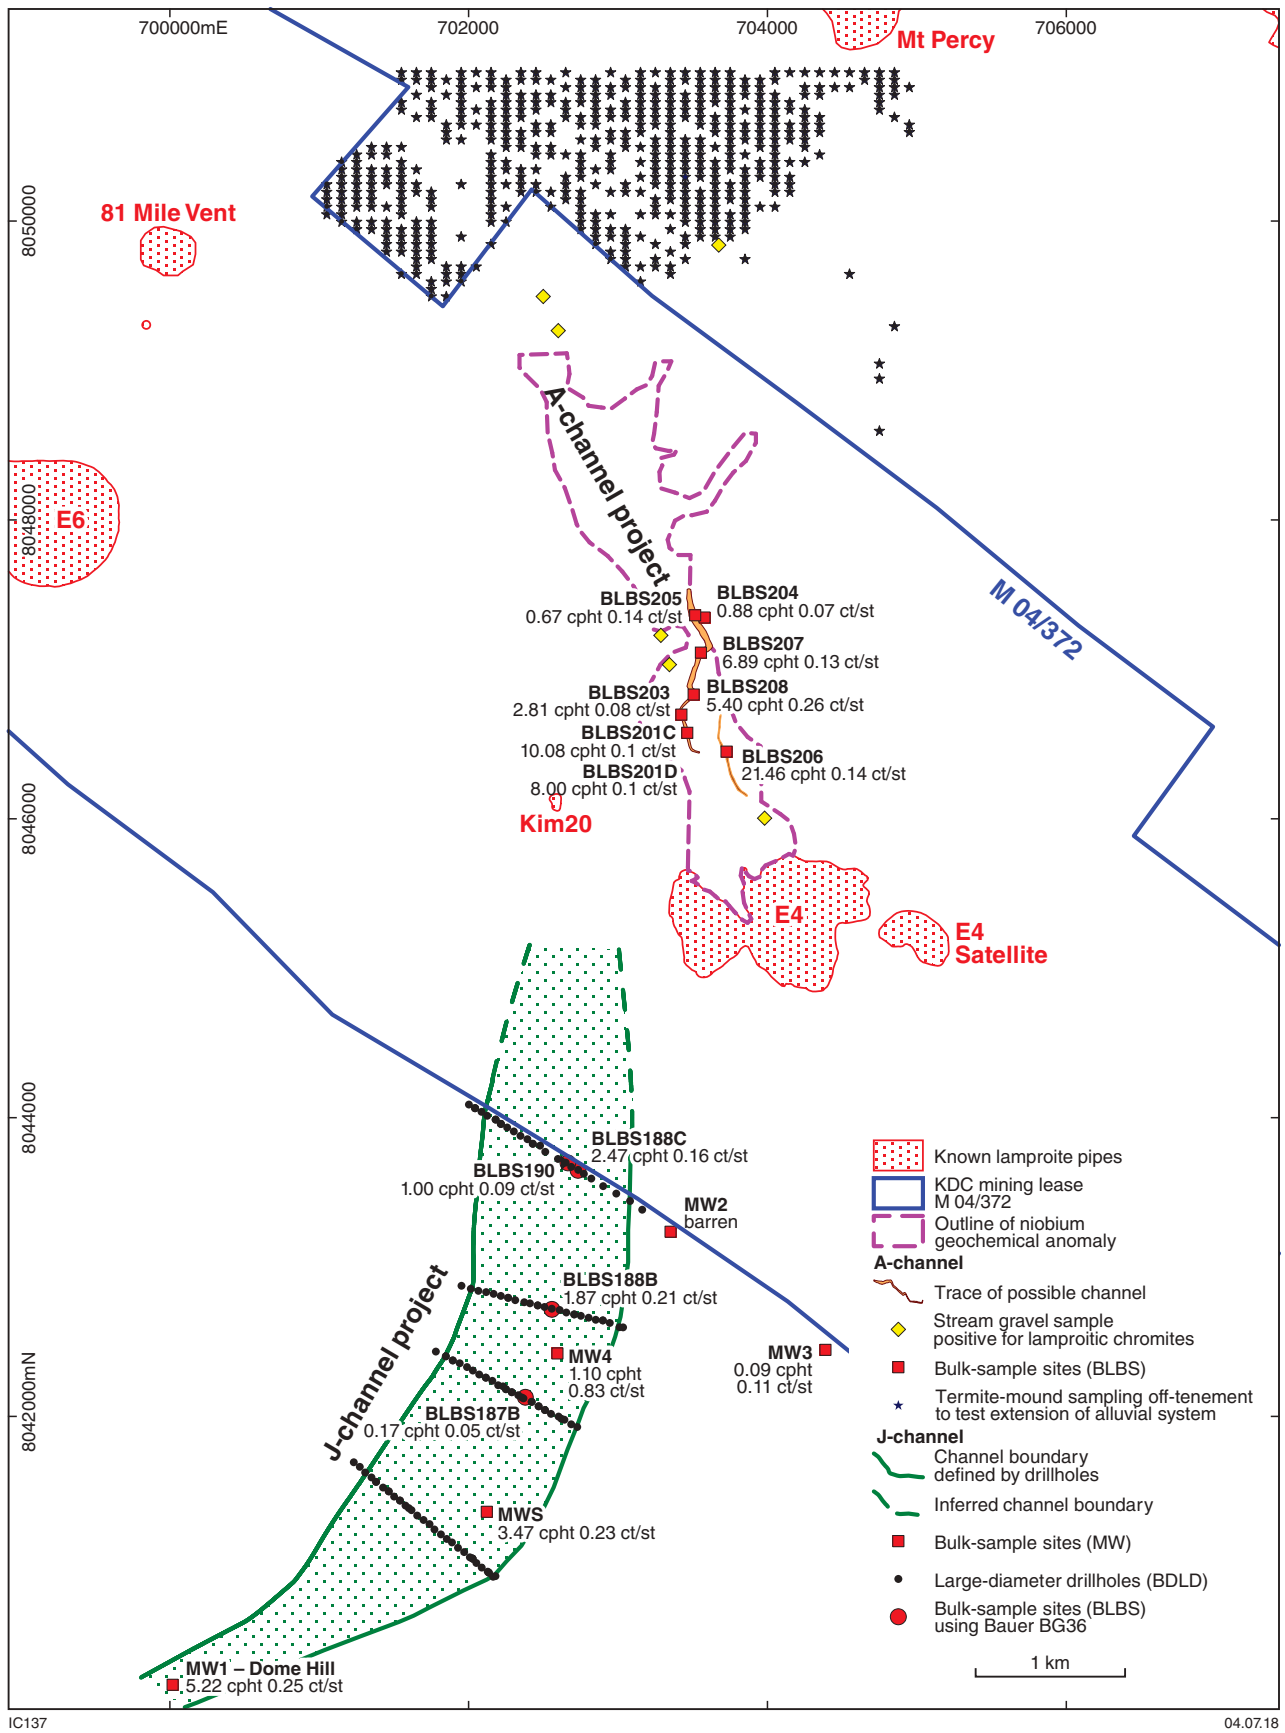 700000mE
702000
704000
706000
Mt Percy
8050000
81 Mile Vent
A-channel project
8048000
E6
M 04/372
BLBS205
0.67 cpht 0.14 ct/st
BLBS204
0.88 cpht 0.07 ct/st
BLBS207
6.89 cpht 0.13 ct/st
BLBS203
2.81 cpht 0.08 ct/st
BLBS208
5.40 cpht 0.26 ct/st
BLBS201C
10.08 cpht 0.1 ct/st
BLBS201D
8.00 cpht 0.1 ct/st
BLBS206
21.46 cpht 0.14 ct/st
8046000
Kim20
E4
E4
Satellite
8044000
BLBS188C
2.47 cpht 0.16 ct/st
BLBS190
1.00 cpht 0.09 ct/st
MW2
barren
BLBS188B
1.87 cpht 0.21 ct/st
J-channel project
MW4
1.10 cpht
0.83 ct/st
MW3
0.09 cpht
0.11 ct/st
8042000mN
BLBS187B
0.17 cpht 0.05 ct/st
MWS
3.47 cpht 0.23 ct/st
MW1 – Dome Hill
5.22 cpht 0.25 ct/st
Known lamproite pipes
KDC mining lease
M 04/372
Outline of niobium
geochemical anomaly
A-channel
Trace of possible channel
Stream gravel sample
positive for lamproitic chromites
Bulk-sample sites (BLBS)
Termite-mound sampling off-tenement
to test extension of alluvial system
J-channel
Channel boundary
defined by drillholes
Inferred channel boundary
Bulk-sample sites (MW)
Large-diameter drillholes (BDLD)
Bulk-sample sites (BLBS)
using Bauer BG36
1 km
IC137
04.07.18